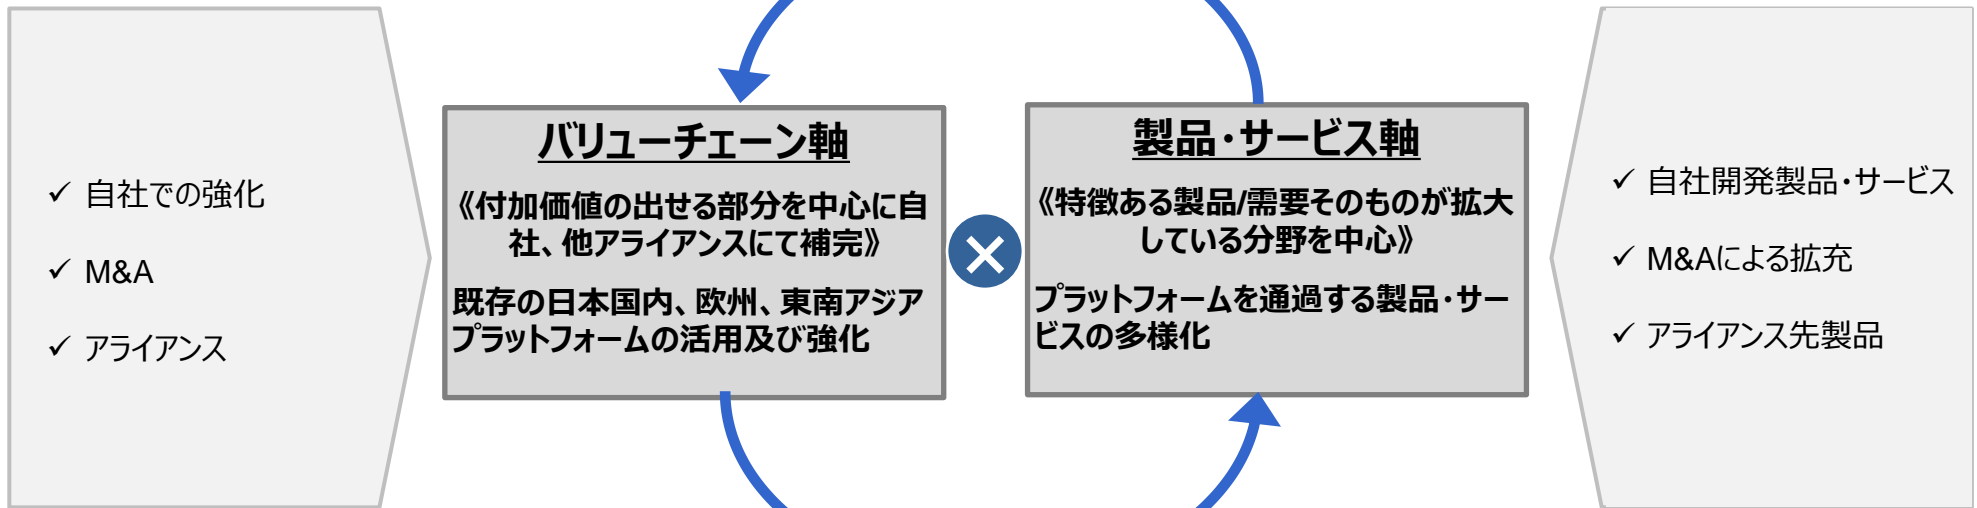 ✓ 自社での強化
✓ M&A
✓ アライアンス
バリューチェーン軸
《付加価値の出せる部分を中心に自
社、他アライアンスにて補完》
既存の日本国内、欧州、東南アジア
プラットフォームの活用及び強化
×
製品・サービス軸
《特徴ある製品/需要そのものが拡大
している分野を中心》
プラットフォームを通過する製品・サー
ビスの多様化
✓ 自社開発製品・サービス
✓ M&Aによる拡充
✓ アライアンス先製品